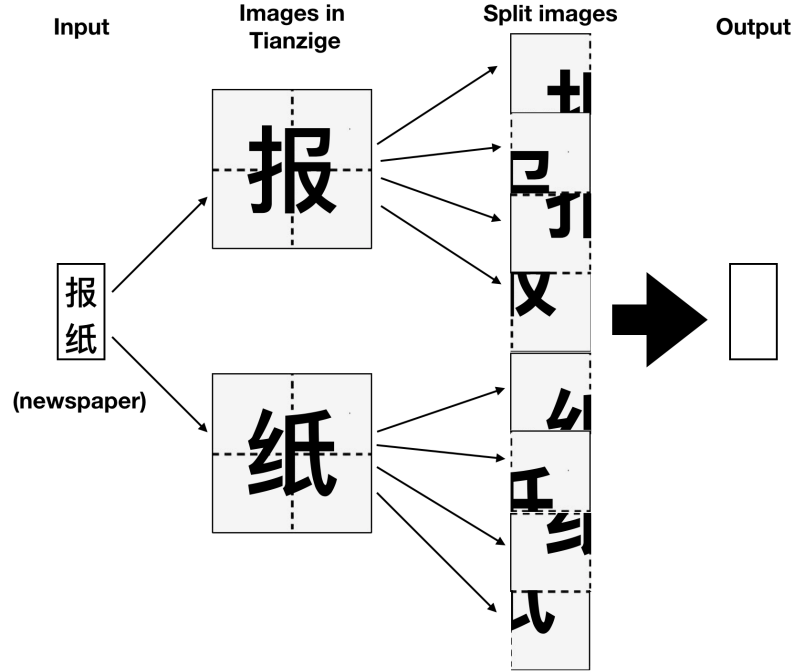 Input
Images in
Tianzige
Split images
Output
报
纸
(newspaper)
报
纸